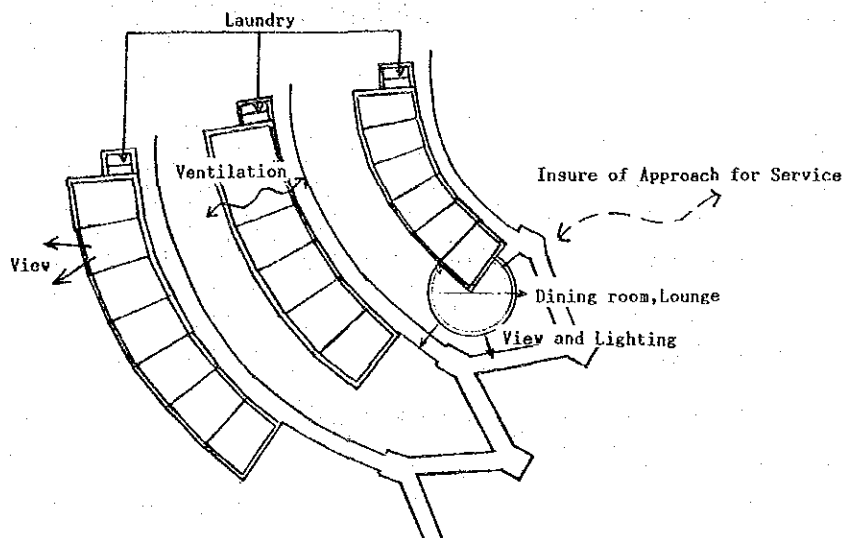 Laundry
Ventilation
Insure of Approach for Service
View
Dining room,Lounge
View and Lighting